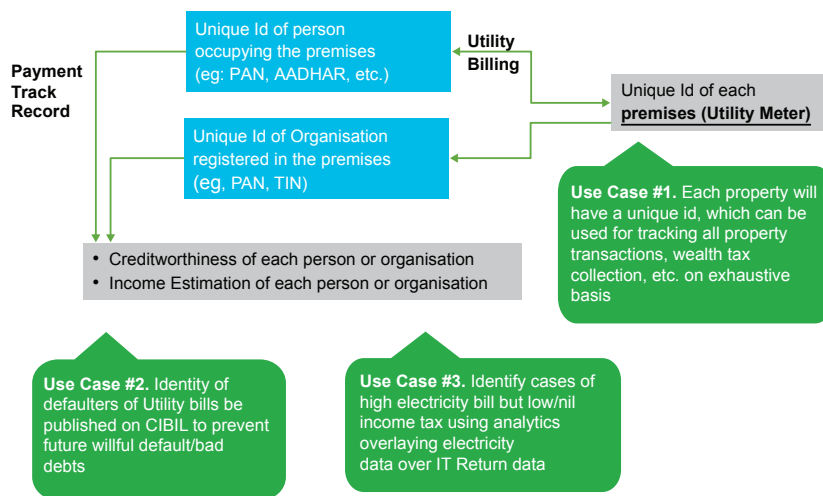 Unique Id of person
occupying the premises
(eg: PAN, AADHAR, etc.)
Utility
Billing
Payment
Track
Record
Unique Id of each
premises (Utility Meter)
Unique Id of Organisation
registered in the premises
(eg, PAN, TIN)
Use Case #1. Each property will
have a unique id, which can be
used for tracking all property
transactions, wealth tax
collection, etc. on exhaustive
basis
• Creditworthiness of each person or organisation
• Income Estimation of each person or organisation
Use Case #2. Identity of
defaulters of Utility bills be
published on CIBIL to prevent
future willful default/bad
debts
Use Case #3. Identify cases of
high electricity bill but low/nil
income tax using analytics
overlaying electricity
data over IT Return data